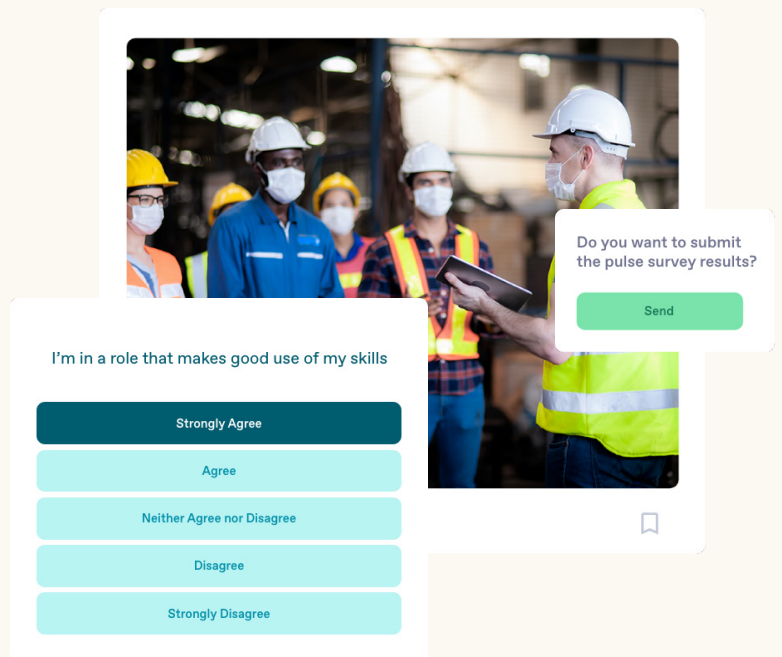 Do you want to submit
the pulse survey results?
Send
I’m in a role that makes good use of my skills
Strongly Agree
Agree
Neither Agree nor Disagree
Disagree
Strongly Disagree